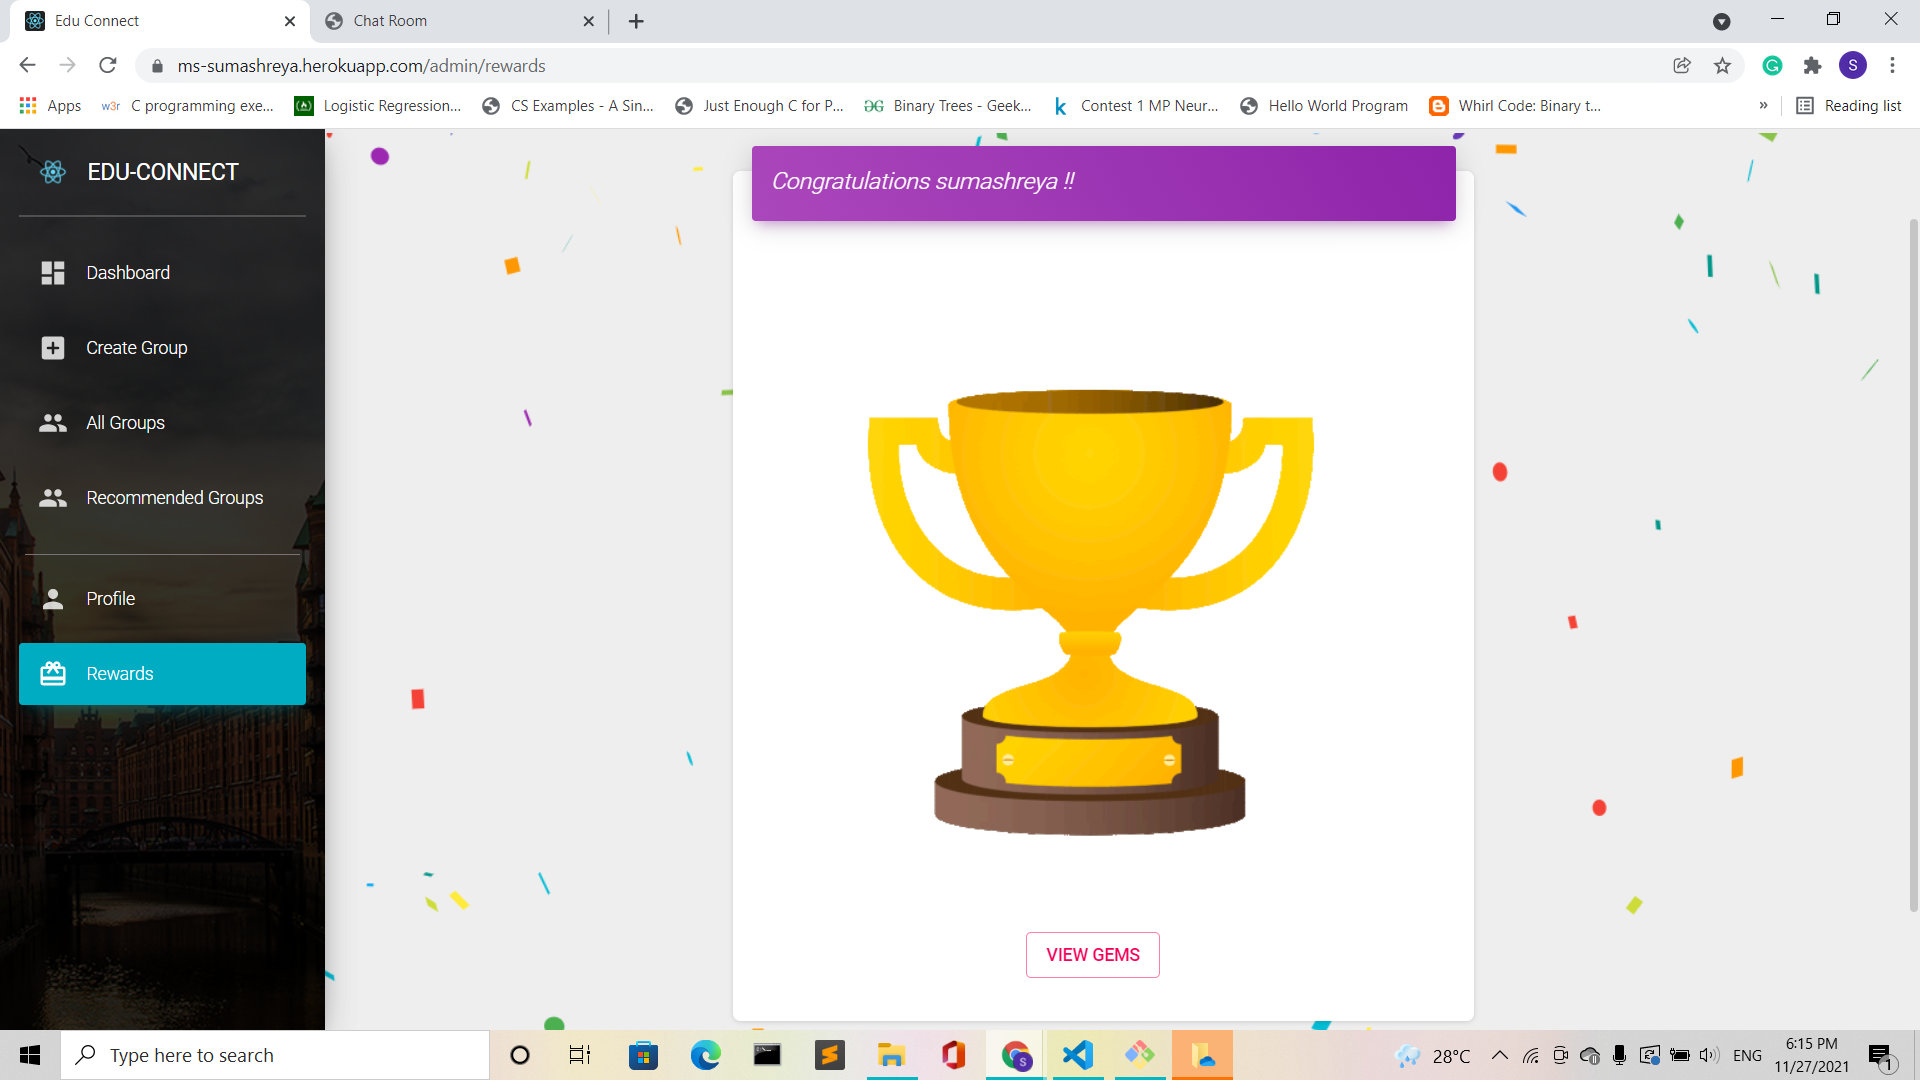 Edu Connect
Chat Room
ms-sumashreya.herokuapp.com/admin/rewards
S
Apps
w3r
C programming exe...
Logistic Regression...
CS Examples - A Sin...
Just Enough C for P...
Binary Trees - Geek...
k
Contest 1 MP Neur...
Hello World Program
Whirl Code: Binary t...
»
Reading list
EDU-CONNECT
Dashboard
Create Group
All Groups
Recommended Groups
Profile
Rewards
Congratulations sumashreya !!
VIEW GEMS
Type here to search
S
28°C
ENG
6:15 PM
11/27/2021
1